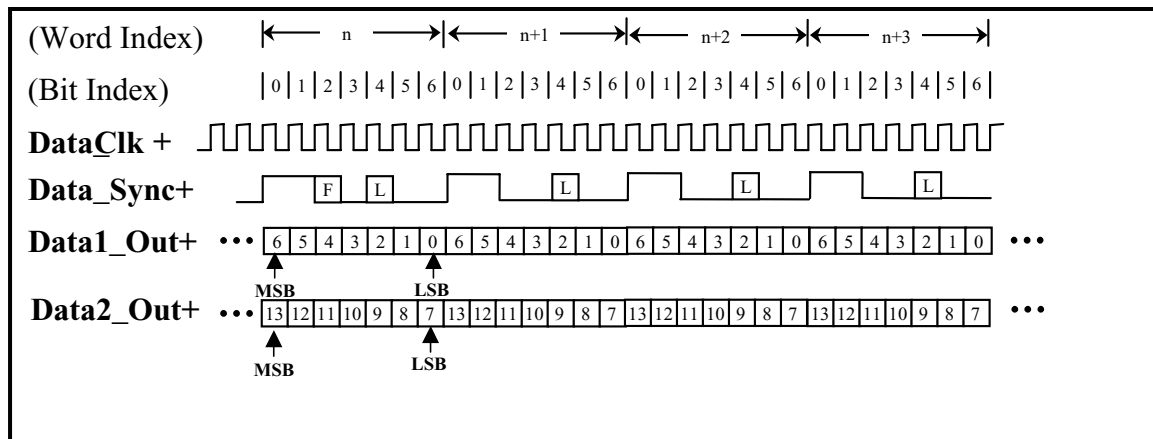 (Word Index) n n+1 n+2 n+3
(Bit Index) 0 1 2 3 4 5 6 0 1 2 3 4 5 6 0 1 2 3 4 5 6 0 1 2 3 4 5 6
DataClk +
Data_Sync+ F L L L L
Data1_Out+ ••• 6 5 4 3 2 1 0 6 5 4 3 2 1 0 6 5 4 3 2 1 0 6 5 4 3 2 1 0 •••
MSB LSB
Data2_Out+ ••• 13 12 11 10 9 8 7 13 12 11 10 9 8 7 13 12 11 10 9 8 7 13 12 11 10 9 8 7 •••
MSB LSB